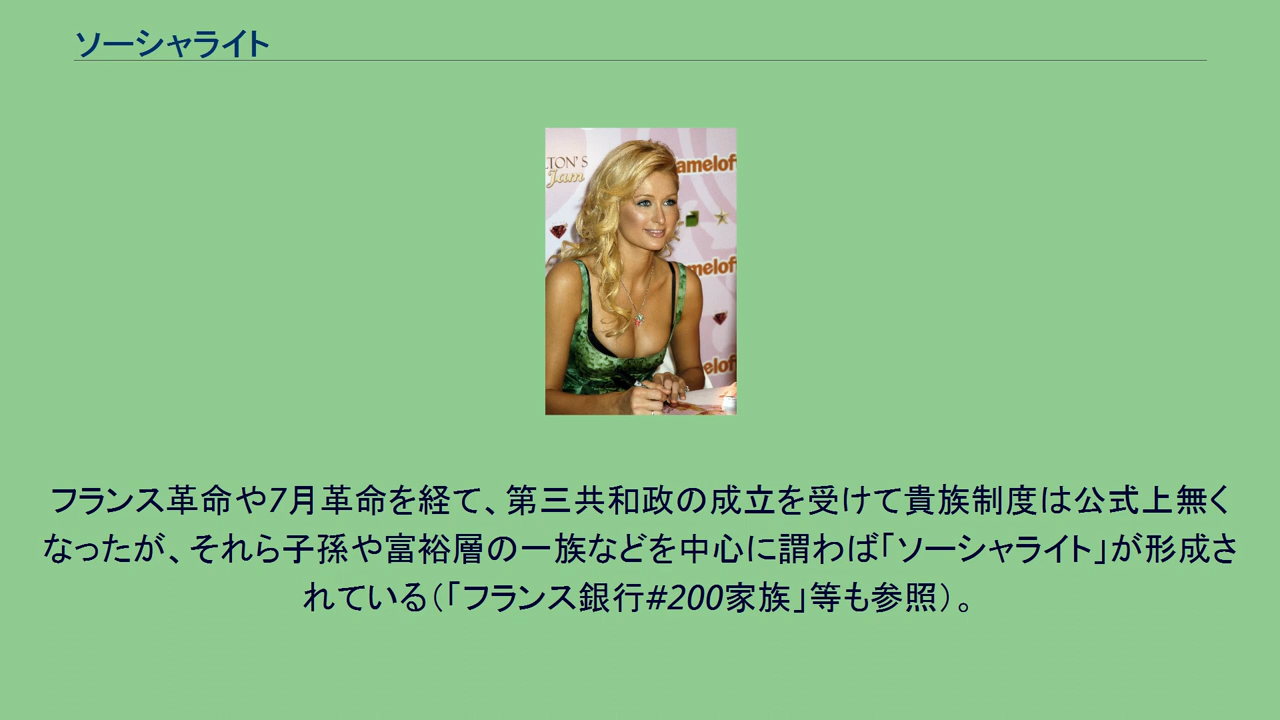 ソーシャライト
LTON'S
Jam
amelof
melof
elof
フランス革命や7月革命を経て、第三共和政の成立を受けて貴族制度は公式上無く
なったが、それら子孫や富裕層の一族などを中心に謂わば「ソーシャライト」が形成さ
れている（「フランス銀行#200家族」等も参照）。